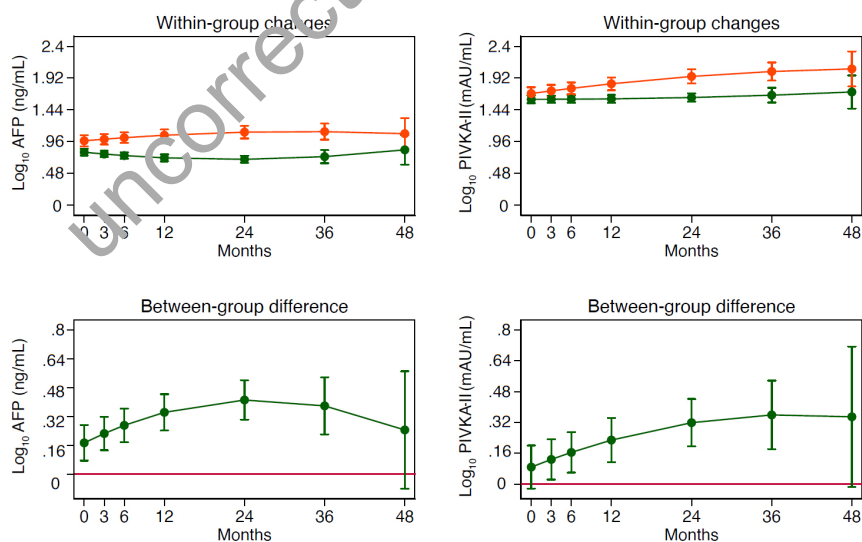 Within-group changes
Log10 AFP (ng/mL)
2.4
1.92
1.44
.96
.48
0
0 3 6 12 24 36 48
Months
Within-group changes
Log10 PIVKA-II (mAU/mL)
2.4
1.92
1.44
.96
.48
0
0 3 6 12 24 36 48
Months
uncorrect
Between-group difference
Log10 AFP (ng/mL)
.8
.64
.48
.32
.16
0
0 3 6 12 24 36 48
Months
Between-group difference
Log10 PIVKA-II (mAU/mL)
.8
.64
.48
.32
.16
0
0 3 6 12 24 36 48
Months